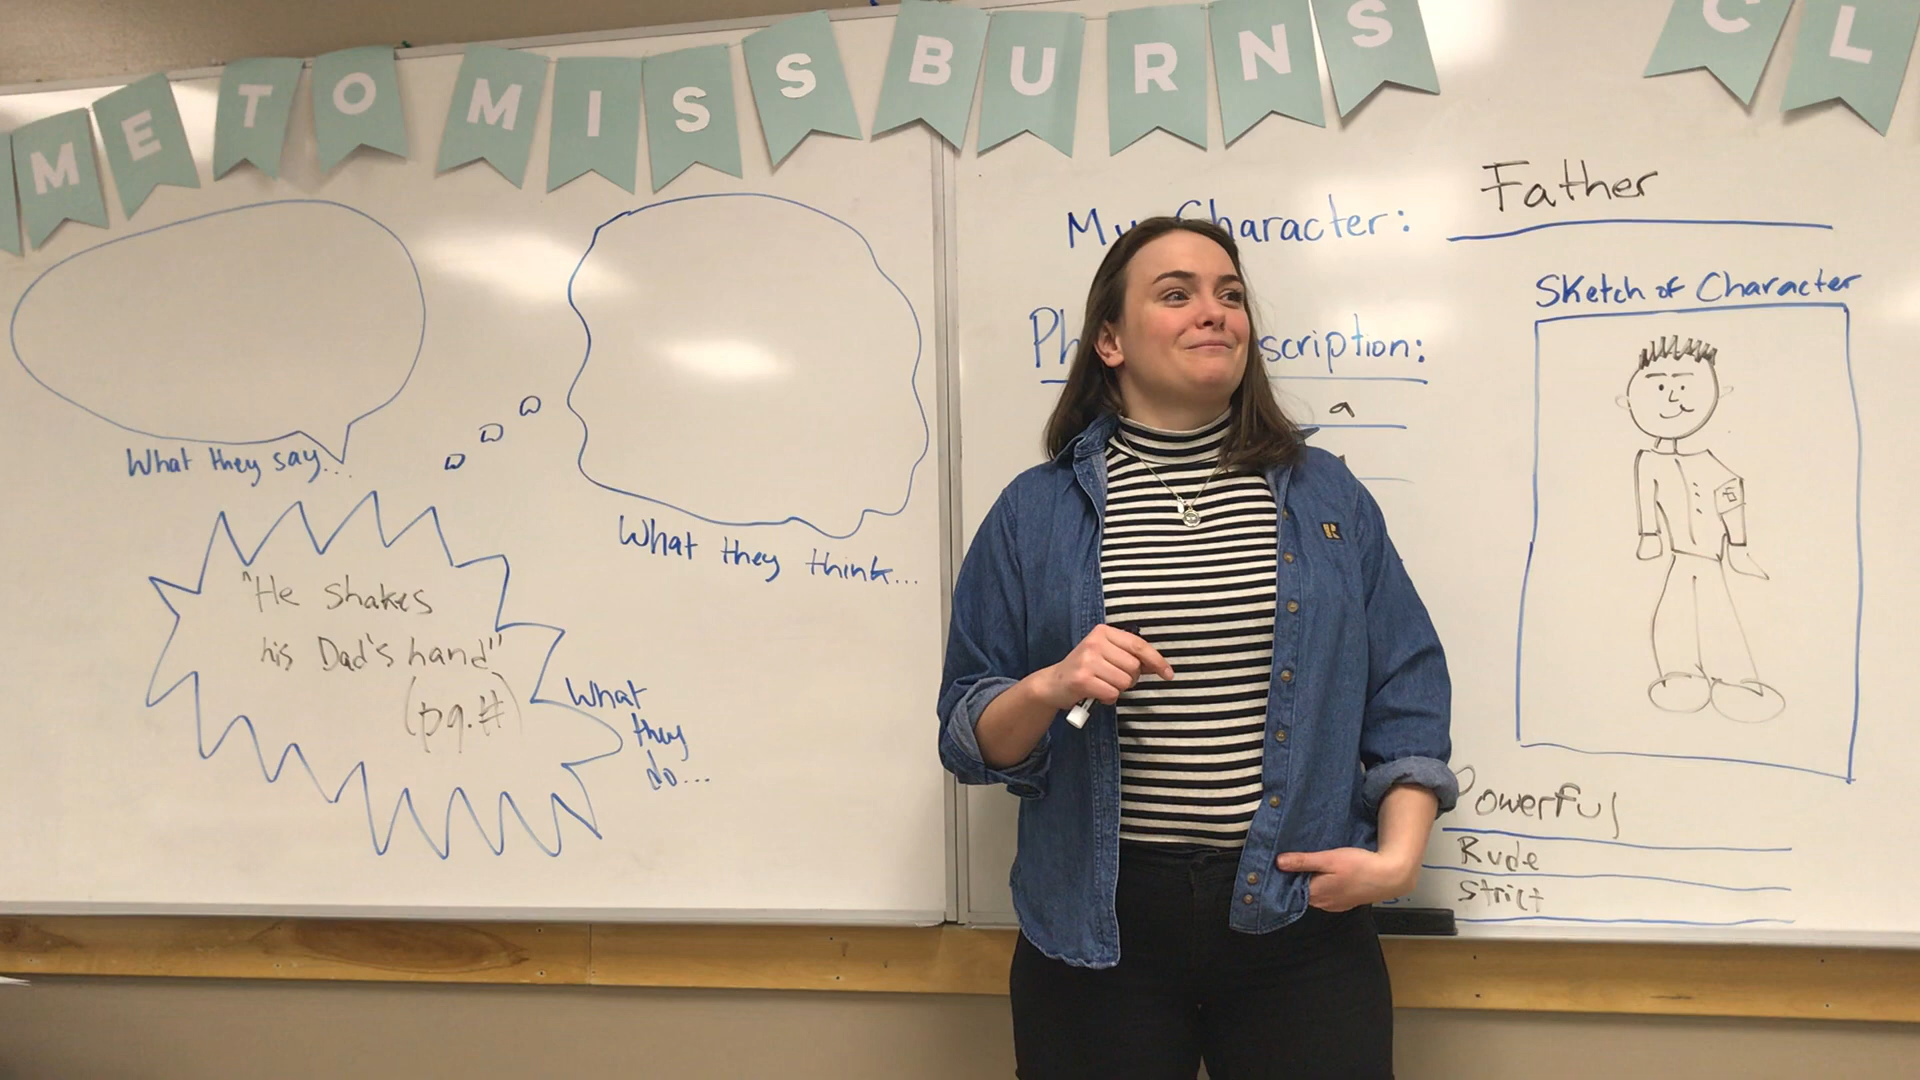 ME TO MISS BURNS CL
What they say...
What they think...
"He shakes
his Dad's hand"
(pg.#)
What
they
do...
Father
My Character:
Sketch of Character
Ph scription:
a
Powerful
Rude
Strict
R